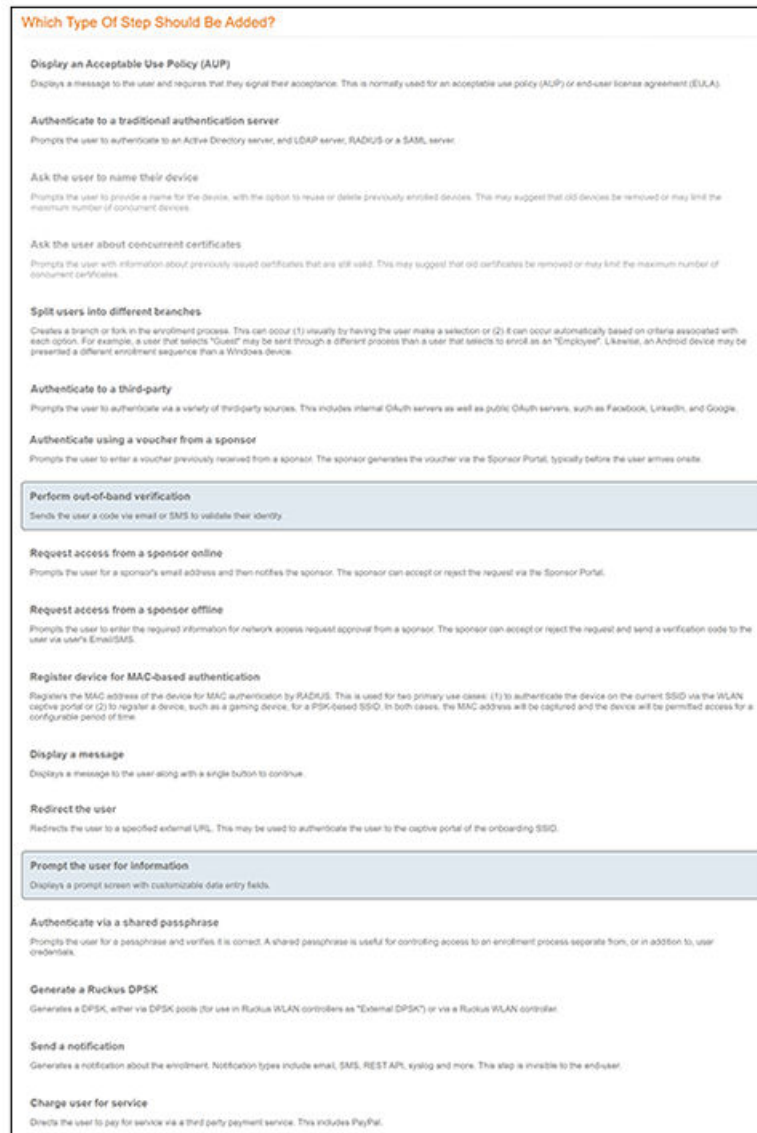 Which Type Of Step Should Be Added?
Display an Acceptable Use Policy (AUP)
Displays a message to the user and requires that they signal their acceptance. This is normally used for an acceptable use policy (AUP) or end-user license agreement (EULA).
Authenticate to a traditional authentication server
Prompts the user to authenticate to an Active Directory server, and LDAP server, RADIUS or a SAML server.
Ask the user to name their device
Prompts the user to provide a name for the device, with the option to reuse or delete previously enrolled devices. This may suggest that old devices be removed or may limit the
maximum number of concurrent devices.
Ask the user about concurrent certificates
Prompts the user with information about previously issued certificates that are still valid. This may suggest that old certificates be removed or may limit the maximum number of
concurrent certificates.
Split users into different branches
Creates a branch or fork in the enrollment process. This can occur (1) visually by having the user make a selection or (2) it can occur automatically based on criteria associated with
each option. For example, a user that selects "Guest" may be sent through a different process than a user that selects to enroll as an "Employee". Likewise, an Android device may be
presented a different enrollment sequence than a Windows device.
Authenticate to a third-party
Prompts the user to authenticate via a variety of third-party sources. This includes internal OAuth servers as well as public OAuth servers, such as Facebook, LinkedIn, and Google.
Authenticate using a voucher from a sponsor
Prompts the user to enter a voucher previously received from a sponsor. The sponsor generates the voucher via the Sponsor Portal, typically before the user arrives onsite.
Perform out-of-band verification
Sends the user a code via email or SMS to validate their identity.
Request access from a sponsor online
Prompts the user for a sponsor's email address and then notifies the sponsor. The sponsor can accept or reject the request via the Sponsor Portal.
Request access from a sponsor offline
Prompts the user to enter the required information for network access request approval from a sponsor. The sponsor can accept or reject the request and send a verification code to the
user via user's Email/SMS.
Register device for MAC-based authentication
Registers the MAC address of the device for MAC authentication by RADIUS. This is used for two primary use cases: (1) to authenticate the device on the current SSID via the WLAN
captive portal or (2) to register a device, such as a gaming device, for a PSK-based SSID. In both cases, the MAC address will be captured and the device will be permitted access for a
configurable period of time.
Display a message
Displays a message to the user along with a single button to continue.
Redirect the user
Redirects the user to a specified external URL. This may be used to authenticate the user to the captive portal of the onboarding SSID.
Prompt the user for information
Displays a prompt screen with customizable data entry fields.
Authenticate via a shared passphrase
Prompts the user for a passphrase and verifies it is correct. A shared passphrase is useful for controlling access to an enrollment process separate from, or in addition to, user
credentials.
Generate a Ruckus DPSK
Generates a DPSK, either via DPSK pools (for use in Ruckus WLAN controllers as "External DPSK") or via a Ruckus WLAN controller.
Send a notification
Generates a notification about the enrollment. Notification types include email, SMS, REST API, syslog and more. This step is invisible to the end-user.
Charge user for service
Directs the user to pay for service via a third party payment service. This includes PayPal.